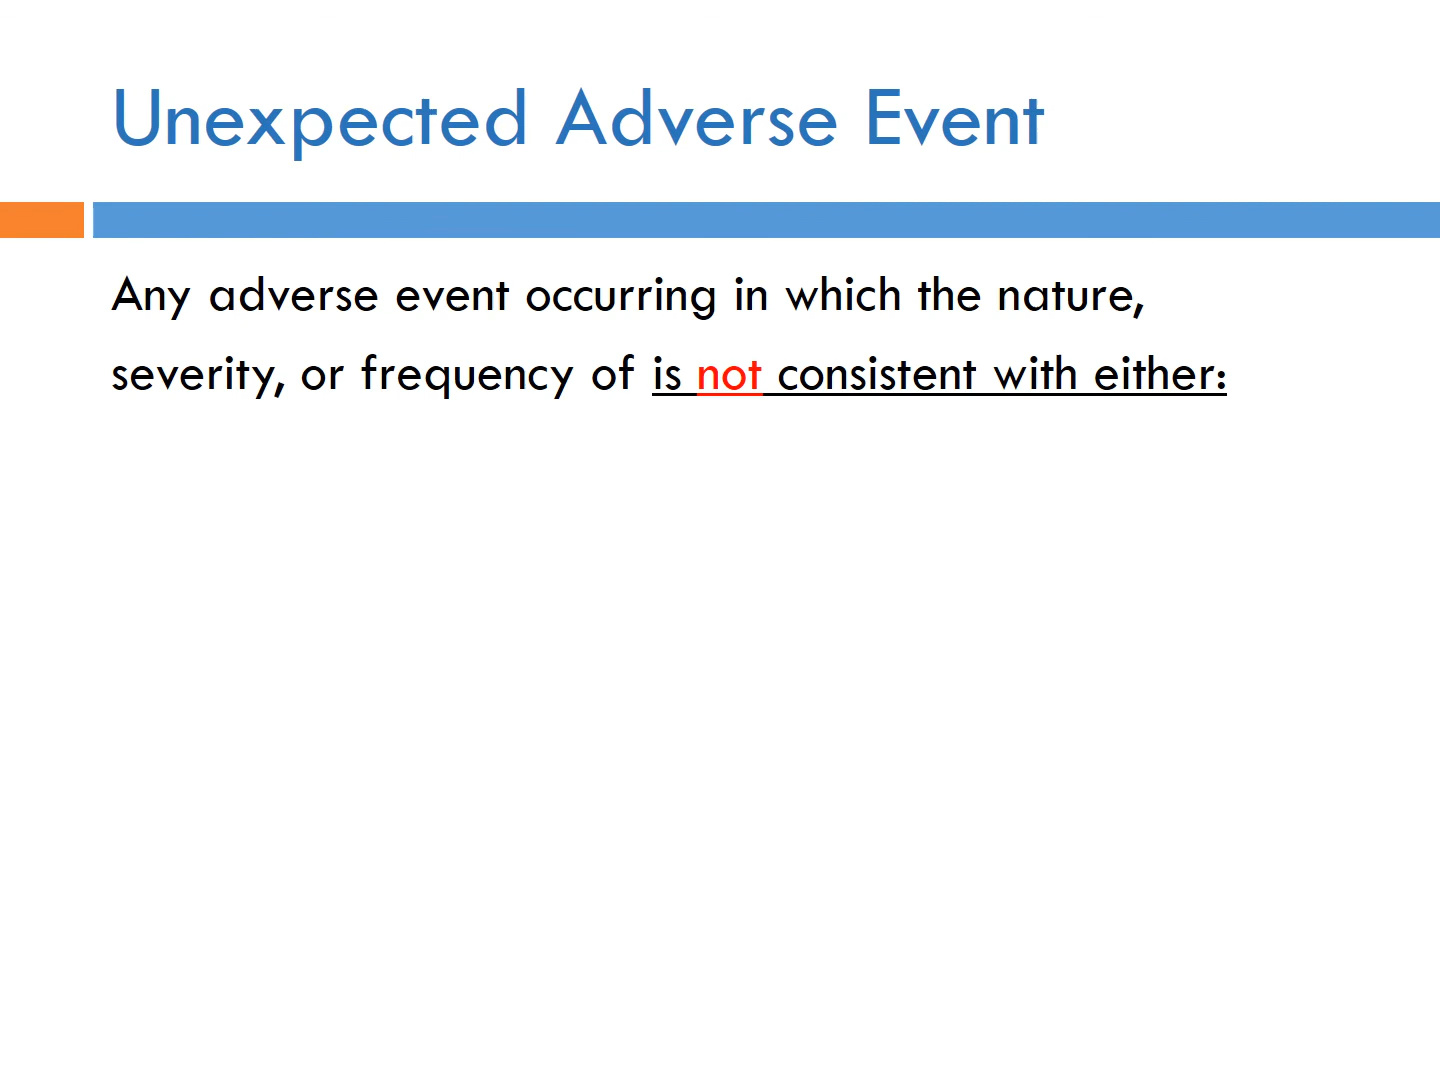 Unexpected Adverse Event
Any adverse event occurring in which the nature,
severity, or frequency of is not consistent with either: